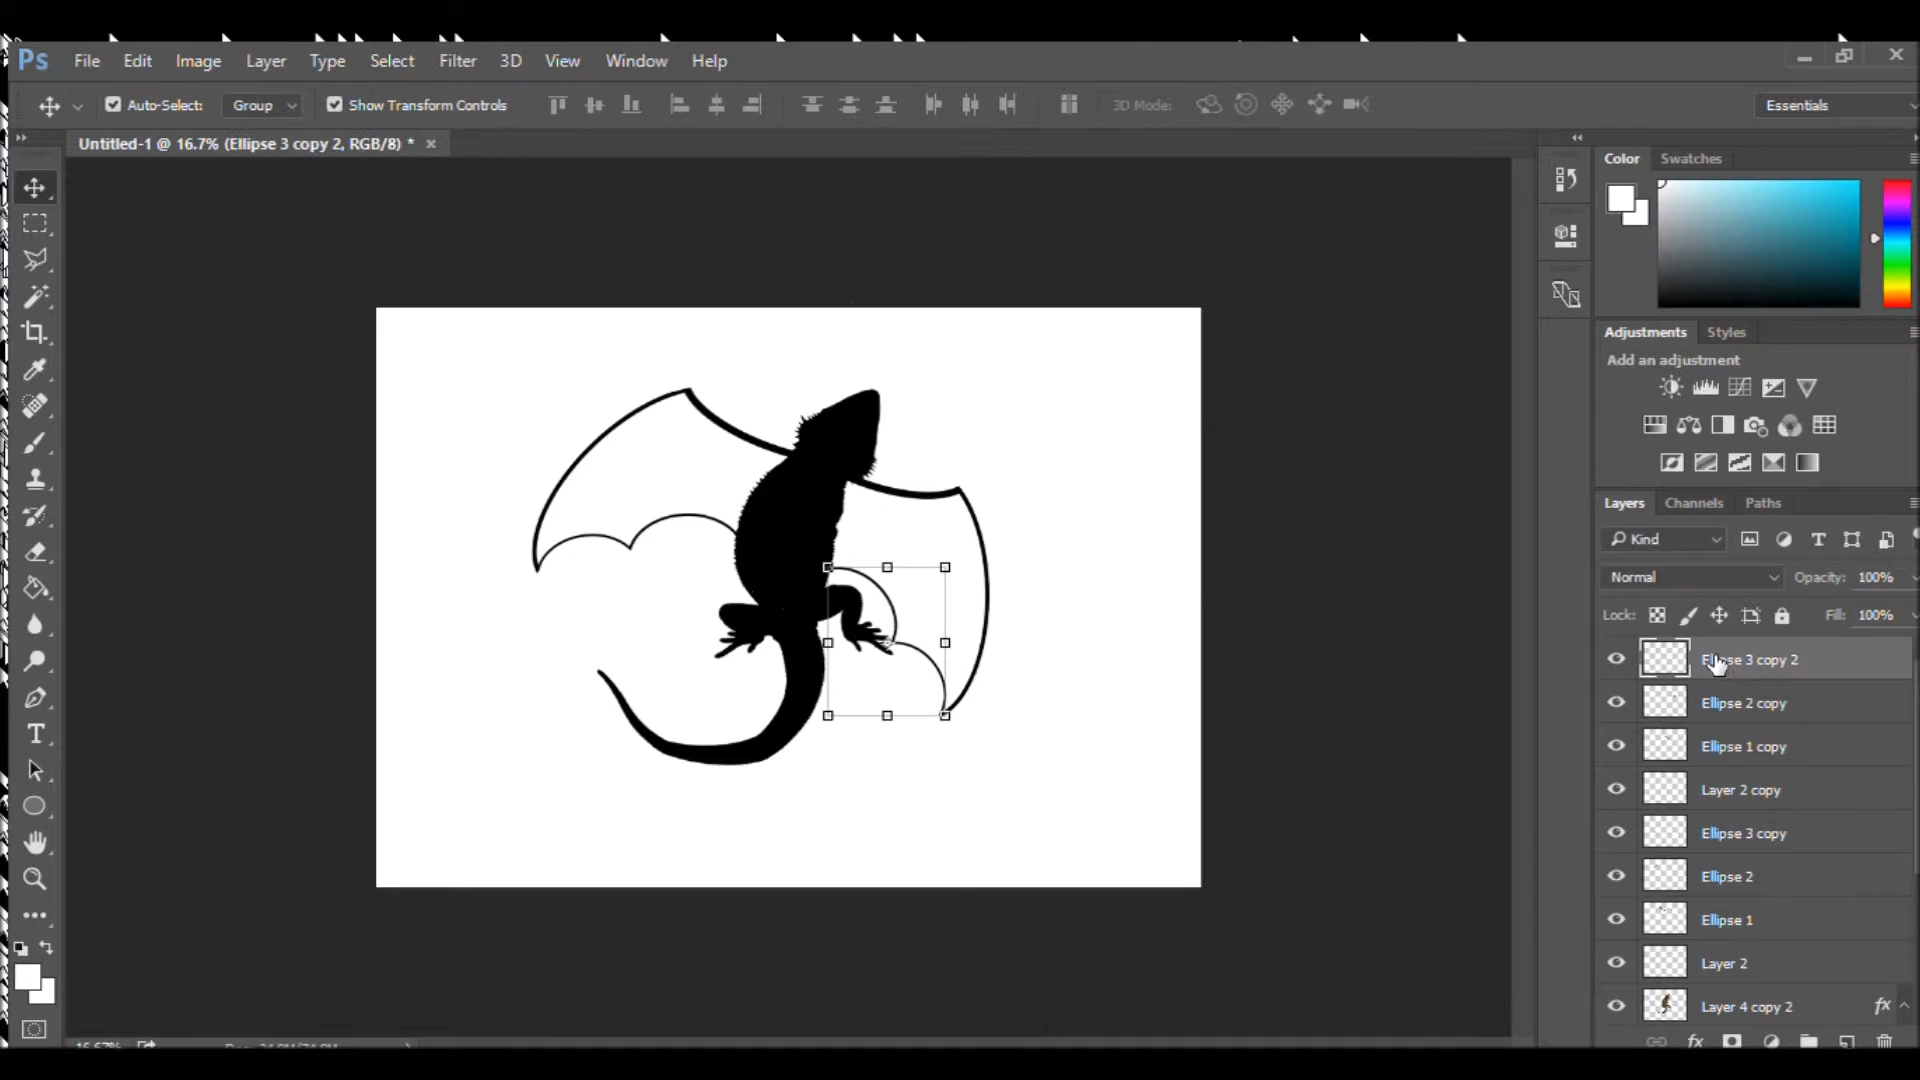 Ps File Edit Image Layer Type Select Filter 3D View Window Help
Auto-Select: Group Show Transform Controls 3D Mode: Essentials
Untitled-1 @ 16.7% (Ellipse 3 copy 2, RGB/8) *
Color Swatches
Adjustments Styles
Add an adjustment
Layers Channels Paths
Kind
Normal Opacity: 100%
Lock: Fill: 100%
Ellipse 3 copy 2
Ellipse 2 copy
Ellipse 1 copy
Layer 2 copy
Ellipse 3 copy
Ellipse 2
Ellipse 1
Layer 2
Layer 4 copy 2 fx
fx